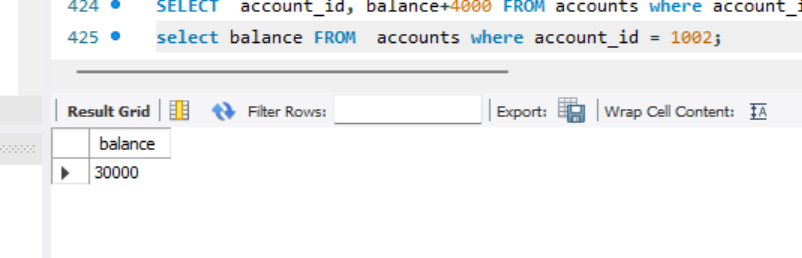 424 SELECT account_id, balance+4000 FROM accounts where account_i
425 select balance FROM accounts where account_id = 1002;
Result Grid Filter Rows: Export: Wrap Cell Content:
balance
30000